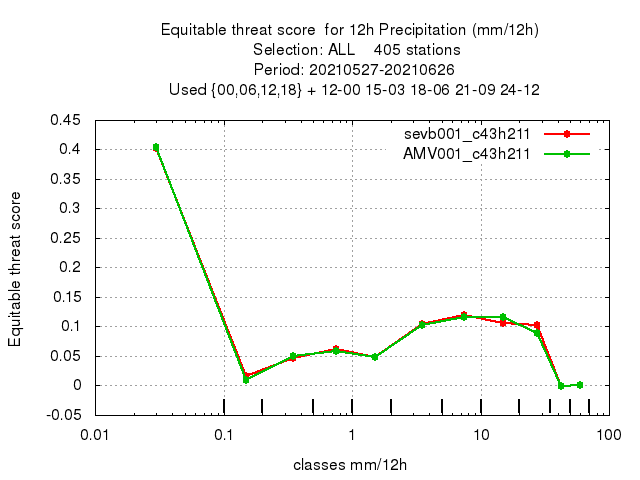 Equitable threat score  for 12h Precipitation (mm/12h)
Selection: ALL    405 stations
Period: 20210527-20210626
Used {00,06,12,18} + 12-00 15-03 18-06 21-09 24-12
sevb001_c43h211
AMV001_c43h211
0.45
0.4
0.35
0.3
0.25
0.2
0.15
0.1
0.05
0
-0.05
0.01 0.1 1 10 100
Equitable threat score
classes mm/12h